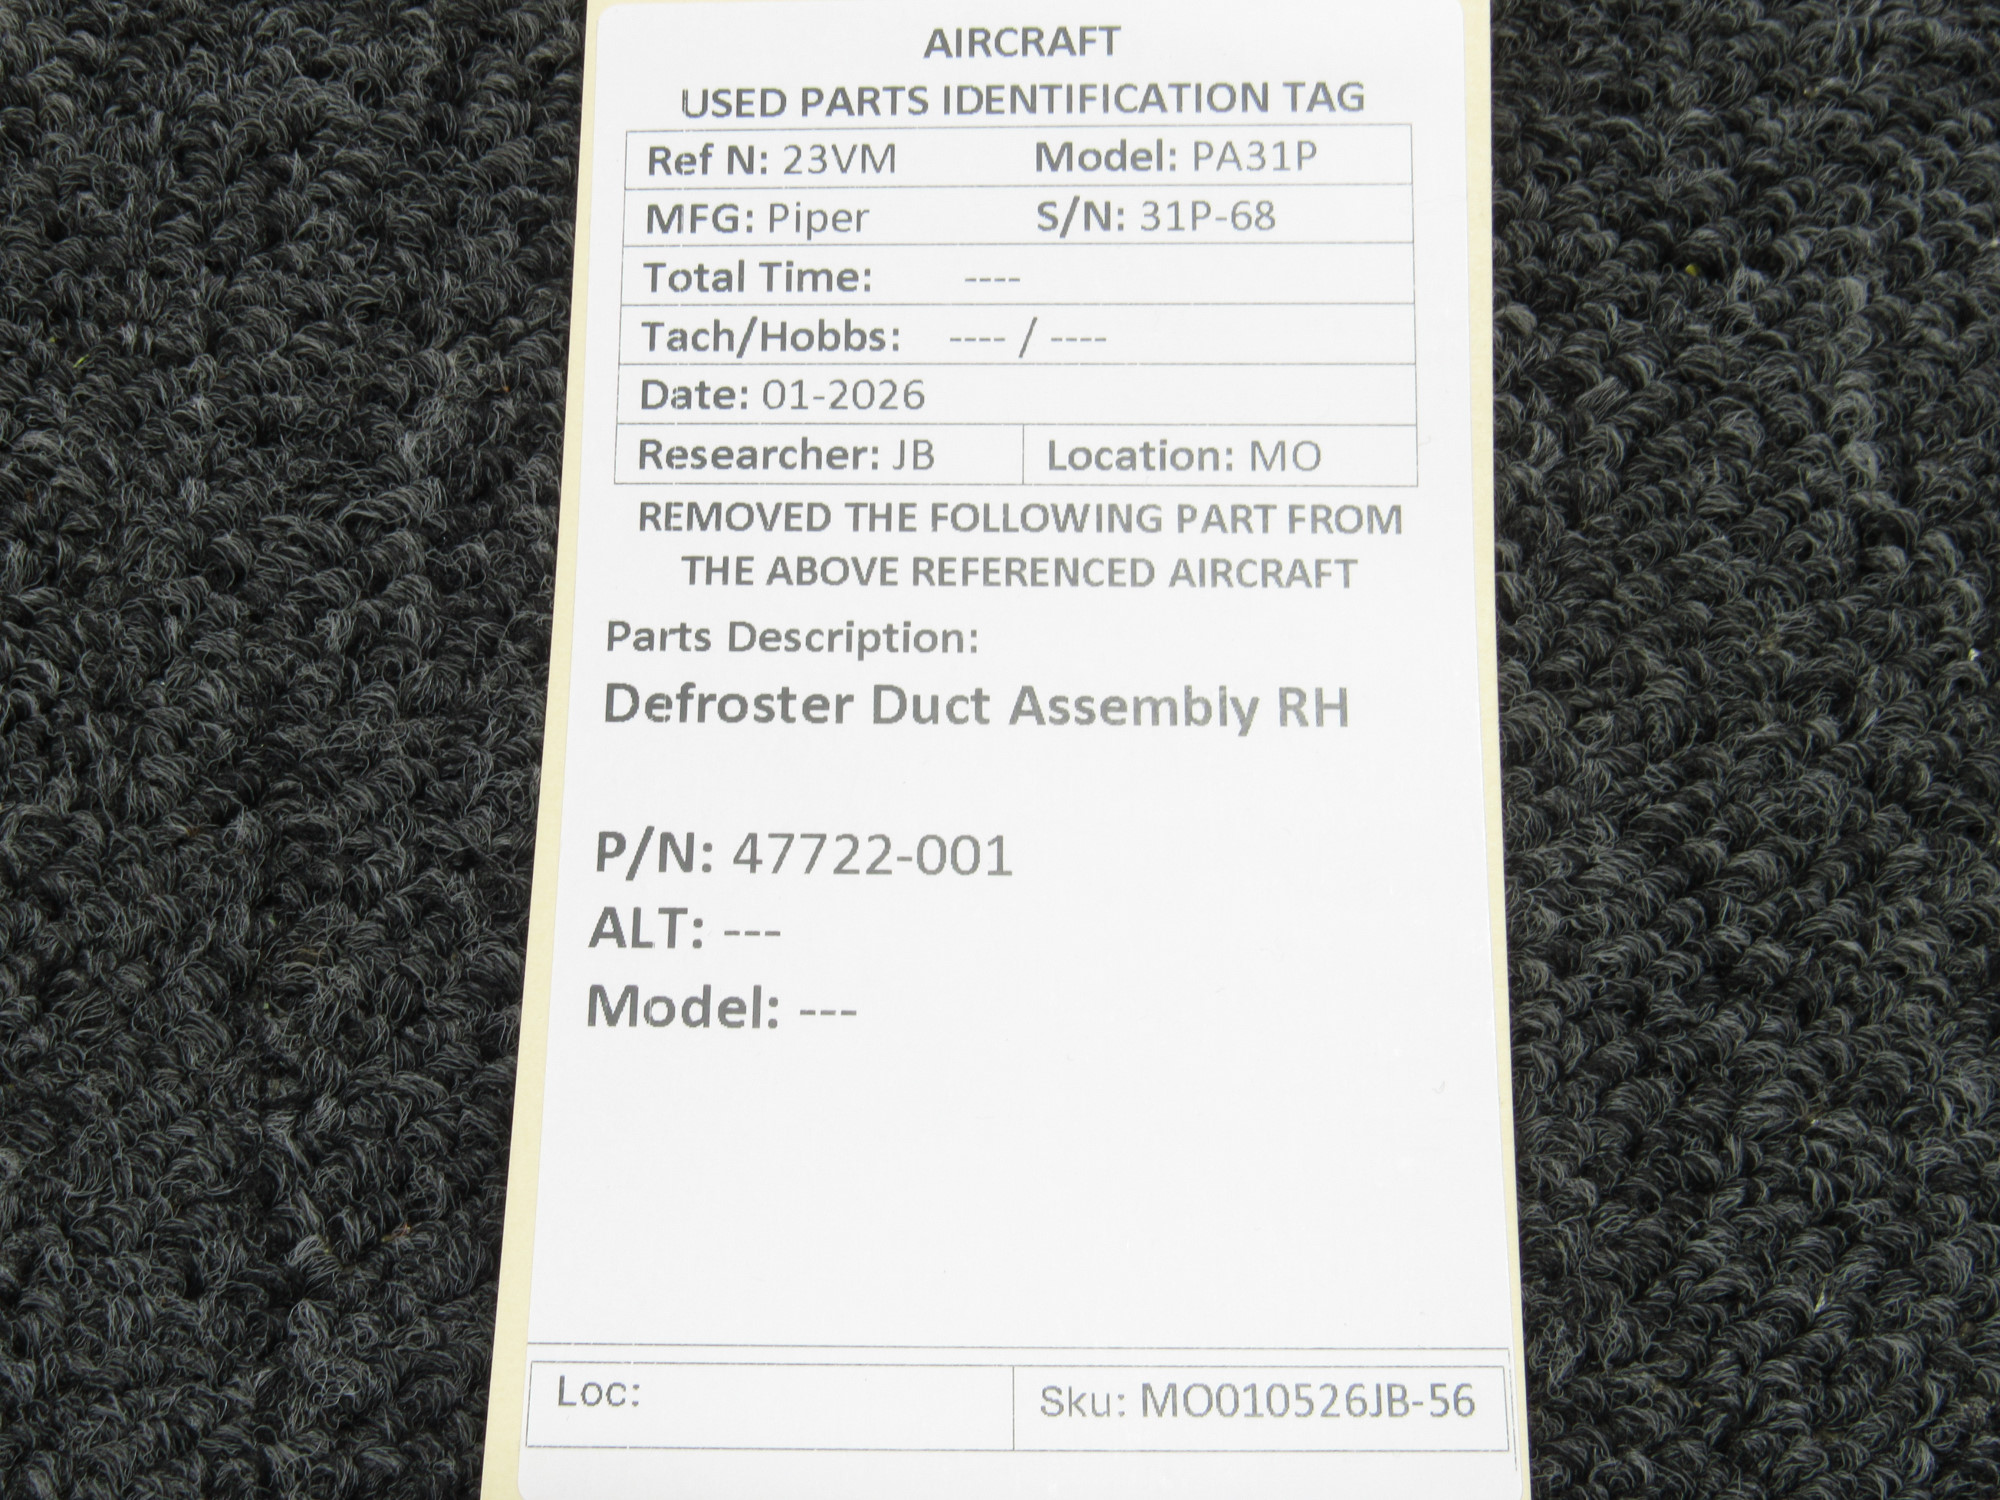 AIRCRAFT
USED PARTS IDENTIFICATION TAG
Ref N: 23VM Model: PA31P
MFG: Piper S/N: 31P-68
Total Time: ----
Tach/Hobbs: ---- / ----
Date: 01-2026
Researcher: JB Location: MO
REMOVED THE FOLLOWING PART FROM
THE ABOVE REFERENCED AIRCRAFT
Parts Description:
Defroster Duct Assembly RH
P/N: 47722-001
ALT: ---
Model: ---
Loc: Sku: MO010526JB-56